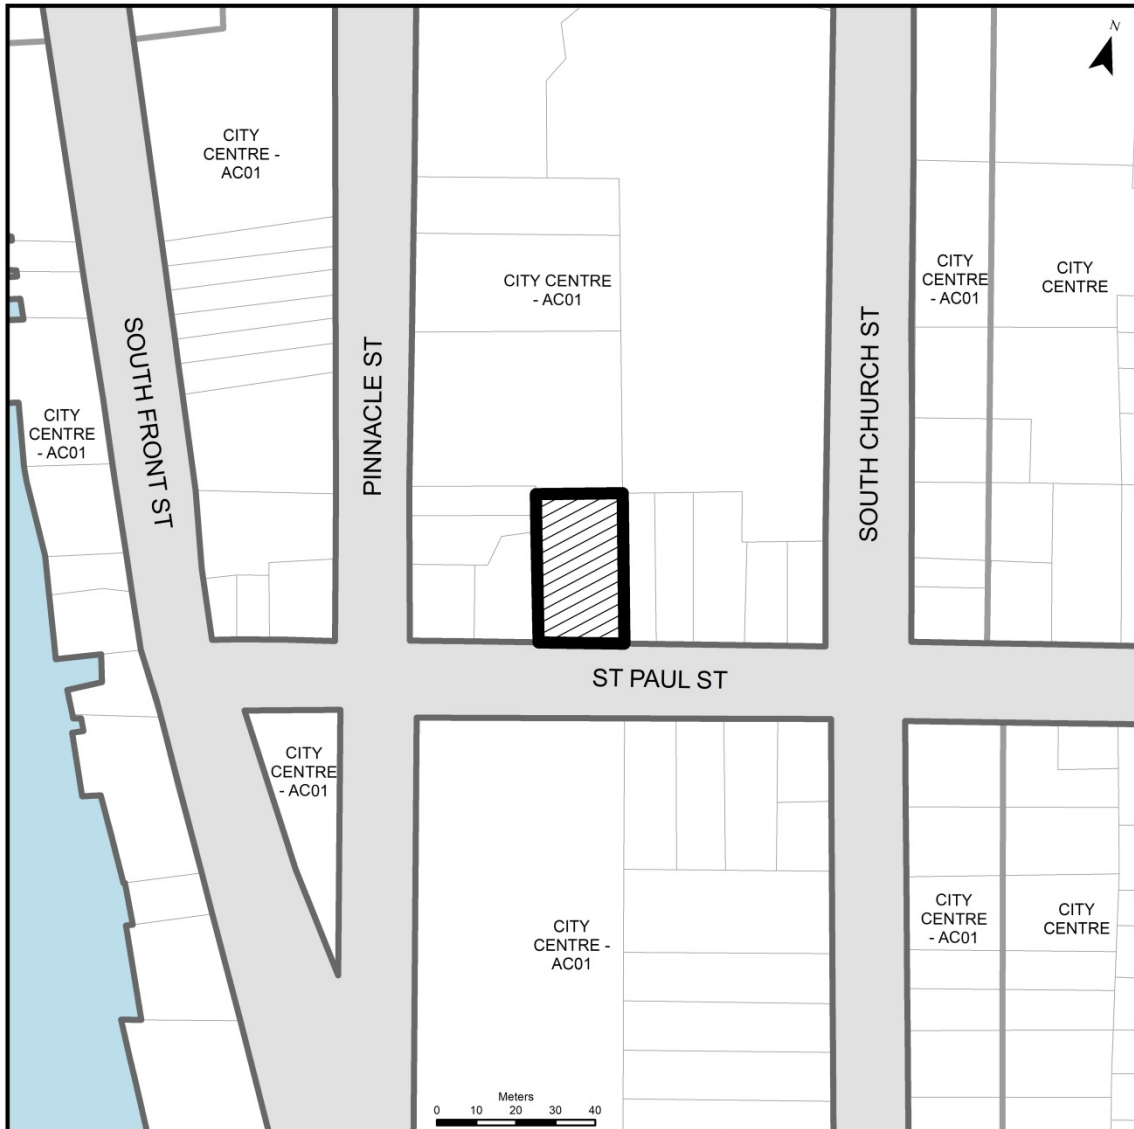 N
CITY
CENTRE -
AC01
CITY CENTRE
- AC01
CITY
CENTRE
- AC01
CITY
CENTRE
SOUTH FRONT ST
PINNACLE ST
SOUTH CHURCH ST
CITY
CENTRE
- AC01
ST PAUL ST
CITY
CENTRE
- AC01
CITY
CENTRE -
AC01
CITY
CENTRE
- AC01
CITY
CENTRE
Meters
0 10 20 30 40